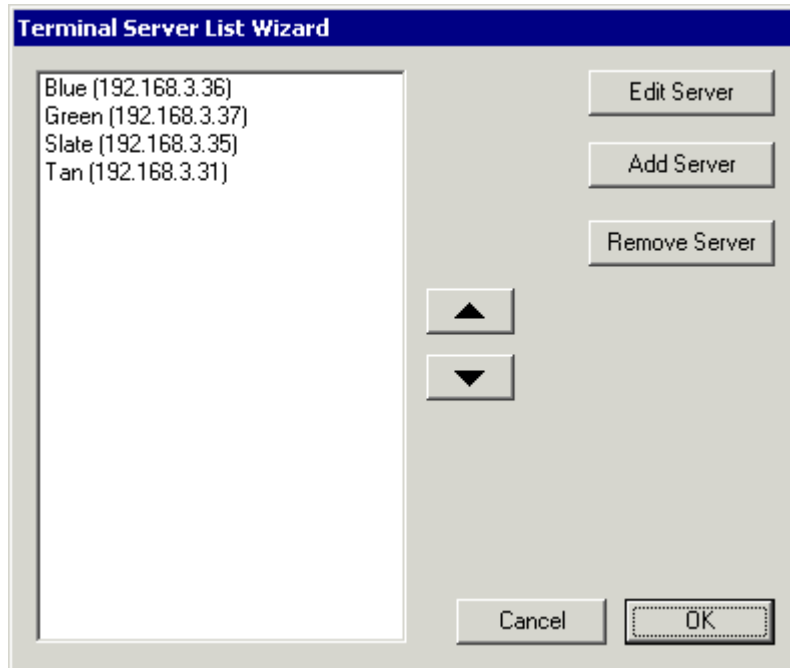 Terminal Server List Wizard
Blue (192.168.3.36)
Green (192.168.3.37)
Slate (192.168.3.35)
Tan (192.168.3.31)
Edit Server
Add Server
Remove Server
Cancel
OK